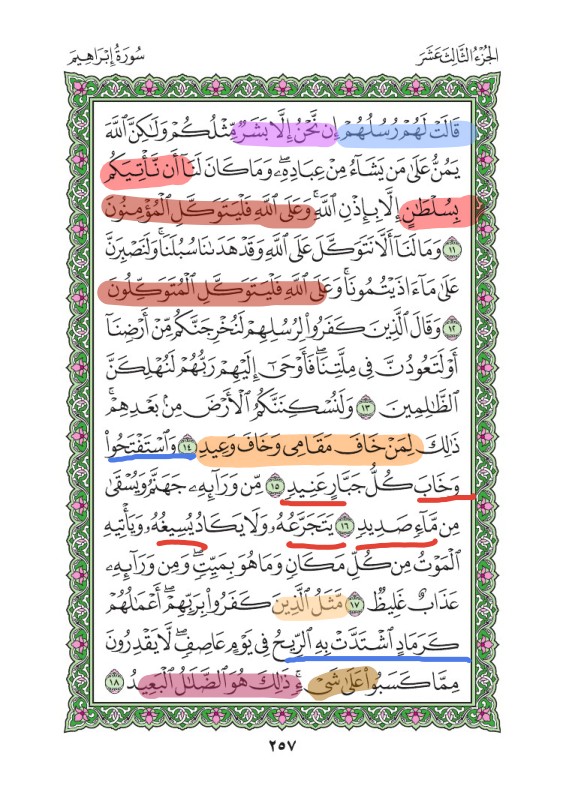 الجُزْءُ الثَّالِثَ عَشَرَ سُورَةُ إِبْرَاهِيمَ
قَالَتْ لَهُمْ رُسُلُهُمْ إِن نَّحْنُ إِلَّا بَشَرٌ مِّثْلُكُمْ وَلَٰكِنَّ ٱللَّهَ
يَمُنُّ عَلَىٰ مَن يَشَآءُ مِنْ عِبَادِهِۦۖ وَمَا كَانَ لَنَآ أَن نَّأْتِيَكُم
بِسُلْطَٰنٍ إِلَّا بِإِذْنِ ٱللَّهِۚ وَعَلَى ٱللَّهِ فَلْيَتَوَكَّلِ ٱلْمُؤْمِنُونَ
١١ وَمَا لَنَآ أَلَّا نَتَوَكَّلَ عَلَى ٱللَّهِ وَقَدْ هَدَىٰنَا سُبُلَنَاۚ وَلَنَصْبِرَنَّ
عَلَىٰ مَآ ءَاذَيْتُمُونَاۚ وَعَلَى ٱللَّهِ فَلْيَتَوَكَّلِ ٱلْمُتَوَكِّلُونَ
١٢ وَقَالَ ٱلَّذِينَ كَفَرُوا۟ لِرُسُلِهِمْ لَنُخْرِجَنَّكُم مِّنْ أَرْضِنَآ
أَوْ لَتَعُودُنَّ فِى مِلَّتِنَاۖ فَأَوْحَىٰٓ إِلَيْهِمْ رَبُّهُمْ لَنُهْلِكَنَّ
ٱلظَّٰلِمِينَ ١٣ وَلَنُسْكِنَنَّكُمُ ٱلْأَرْضَ مِنۢ بَعْدِهِمْۚ
ذَٰلِكَ لِمَنْ خَافَ مَقَامِى وَخَافَ وَعِيدِ ١٤ وَٱسْتَفْتَحُوا۟
وَخَابَ كُلُّ جَبَّارٍ عَنِيدٍ ١٥ مِّن وَرَآئِهِۦ جَهَنَّمُ وَيُسْقَىٰ
مِن مَّآءٍ صَدِيدٍ ١٦ يَتَجَرَّعُهُۥ وَلَا يَكَادُ يُسِيغُهُۥ وَيَأْتِيهِ
ٱلْمَوْتُ مِن كُلِّ مَكَانٍ وَمَا هُوَ بِمَيِّتٍۖ وَمِن وَرَآئِهِۦ
عَذَابٌ غَلِيظٌ ١٧ مَّثَلُ ٱلَّذِينَ كَفَرُوا۟ بِرَبِّهِمْۖ أَعْمَٰلُهُمْ
كَرَمَادٍ ٱشْتَدَّتْ بِهِ ٱلرِّيحُ فِى يَوْمٍ عَاصِفٍۖ لَّا يَقْدِرُونَ
مِمَّا كَسَبُوا۟ عَلَىٰ شَىْءٍۚ ذَٰلِكَ هُوَ ٱلضَّلَٰلُ ٱلْبَعِيدُ ١٨
٢٥٧